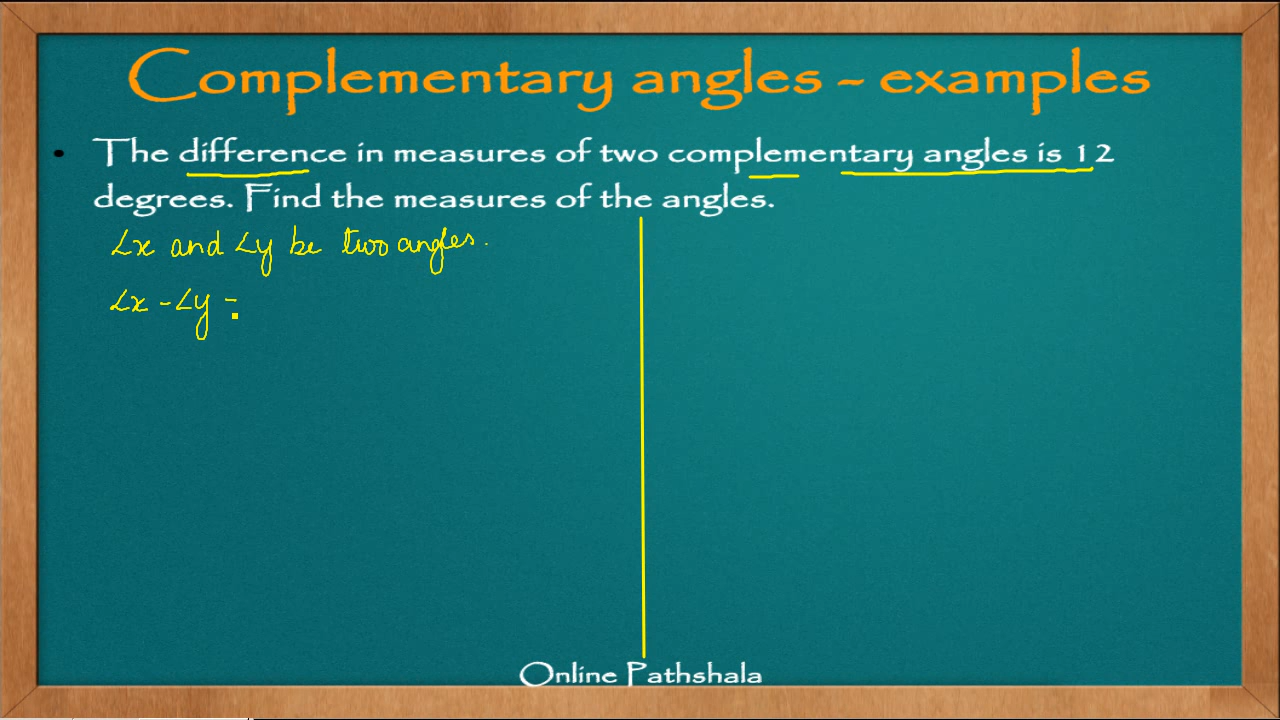 Complementary angles - examples
• The difference in measures of two complementary angles is 12
degrees. Find the measures of the angles.
∠x and ∠y be two angles.
∠x - ∠y =
Online Pathshala